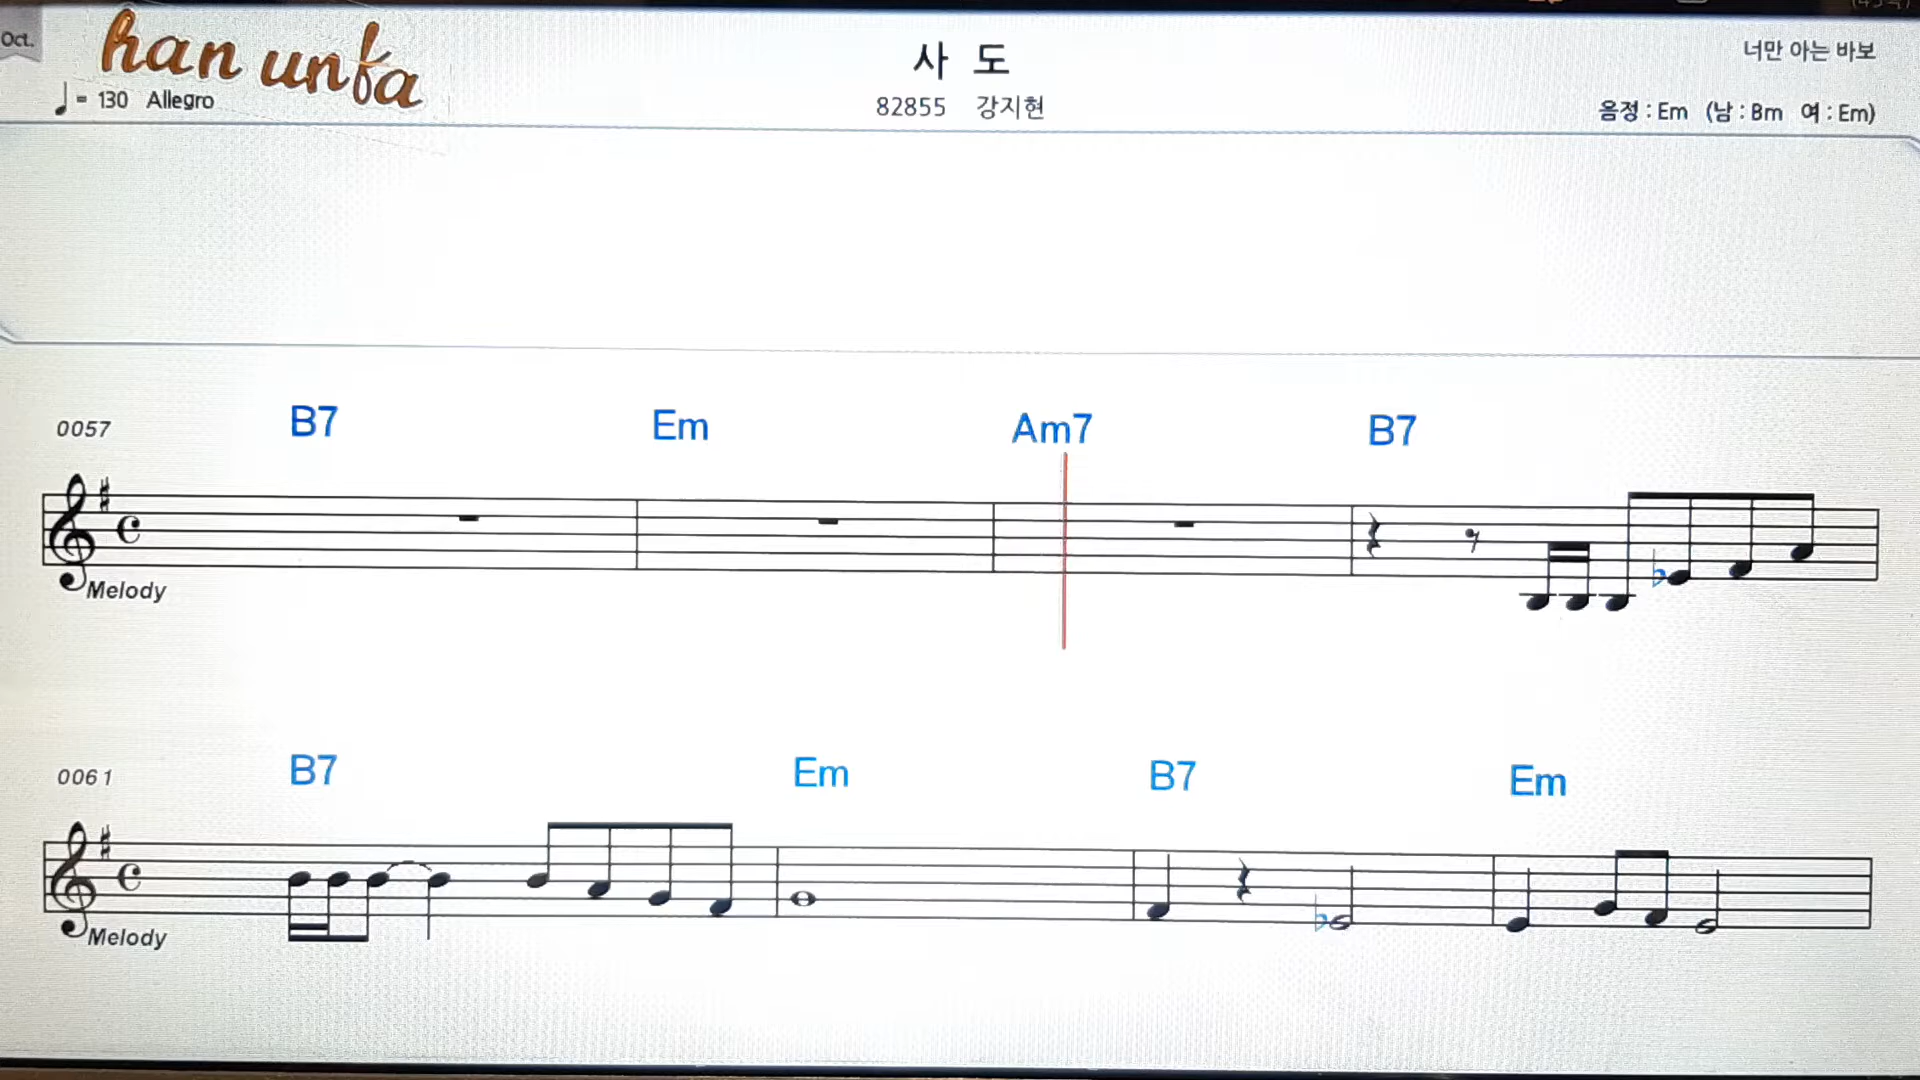 Oct.
han unfa
사 도
너만 아는 바보
♩ = 130 Allegro
82855 강지현
음정 : Em (남 : Bm 여 : Em)
0057 B7 Em Am7 B7
Melody
0061 B7 Em B7 Em
Melody